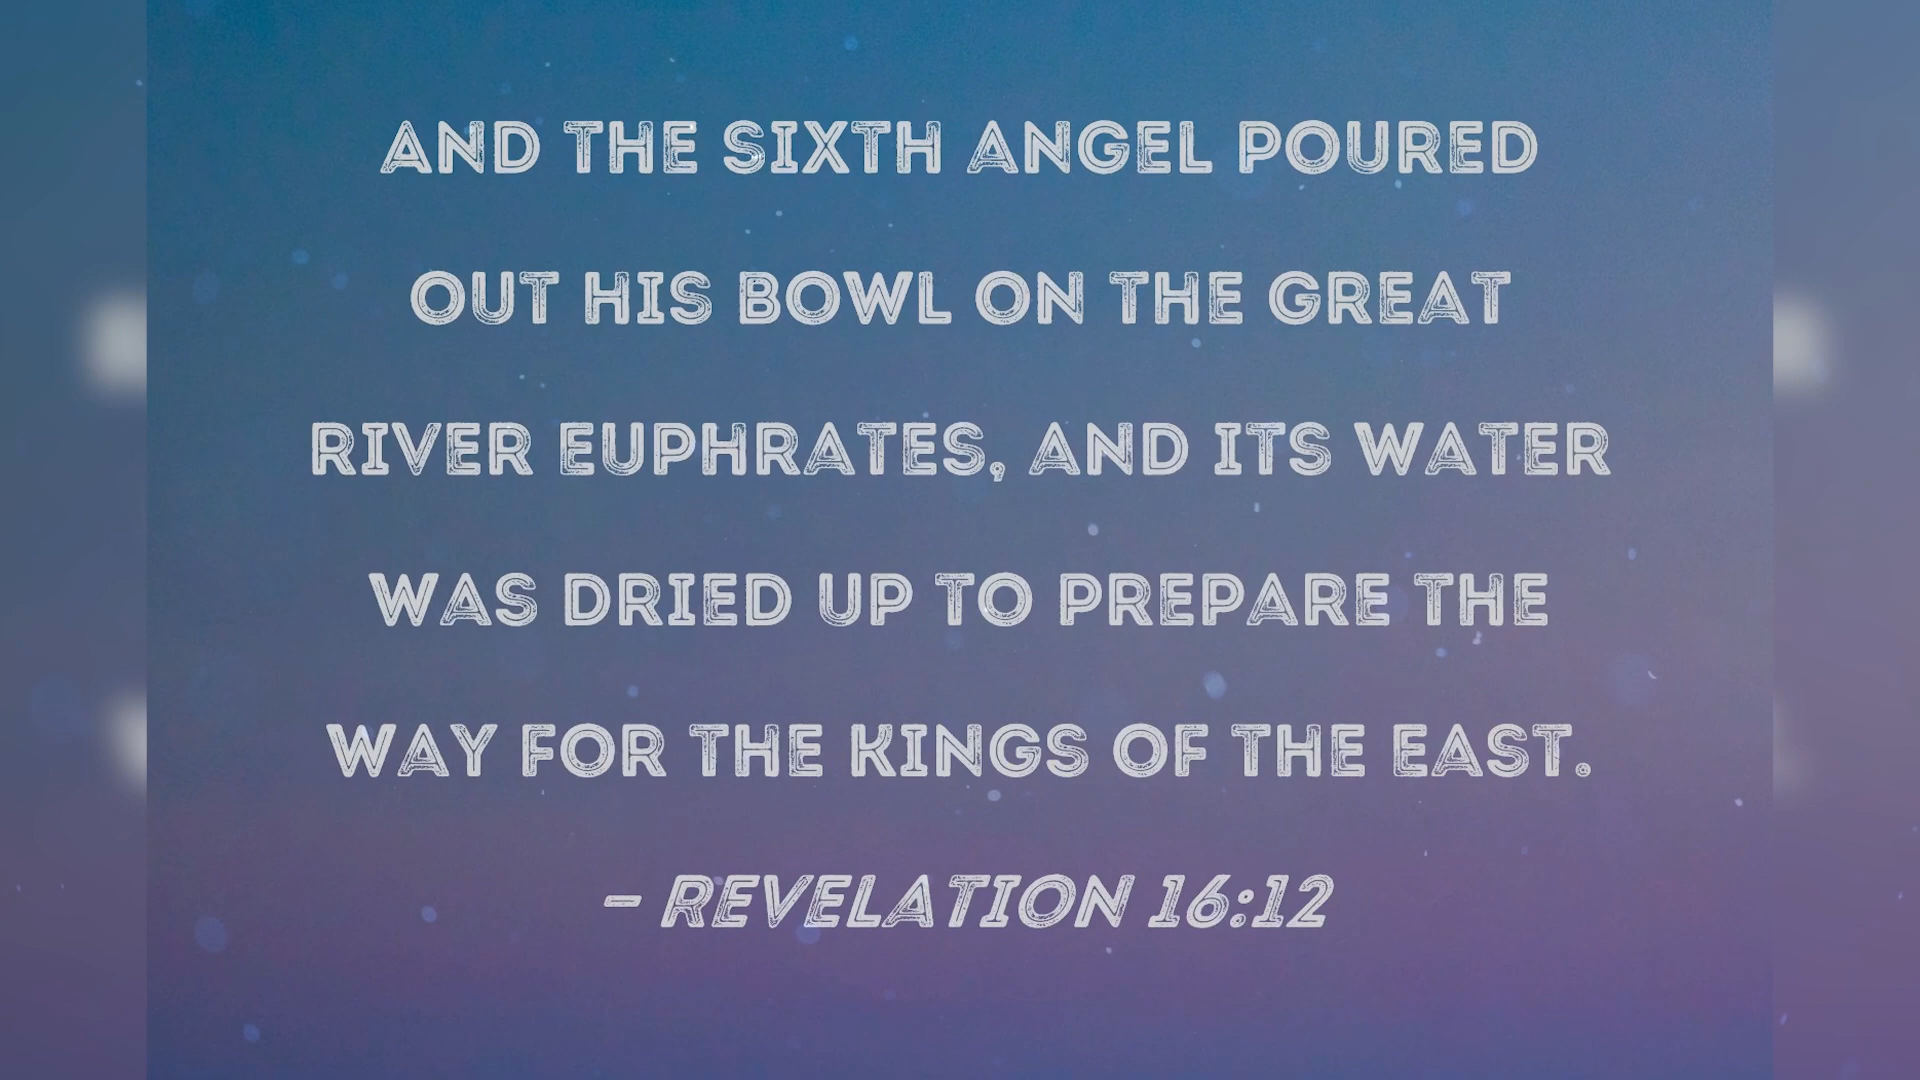 AND THE SIXTH ANGEL POURED
OUT HIS BOWL ON THE GREAT
RIVER EUPHRATES, AND ITS WATER
WAS DRIED UP TO PREPARE THE
WAY FOR THE KINGS OF THE EAST.
– REVELATION 16:12